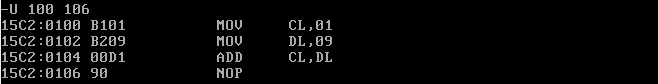 -U 100 106
15C2:0100 B101 MOV CL,01
15C2:0102 B209 MOV DL,09
15C2:0104 00D1 ADD CL,DL
15C2:0106 90 NOP